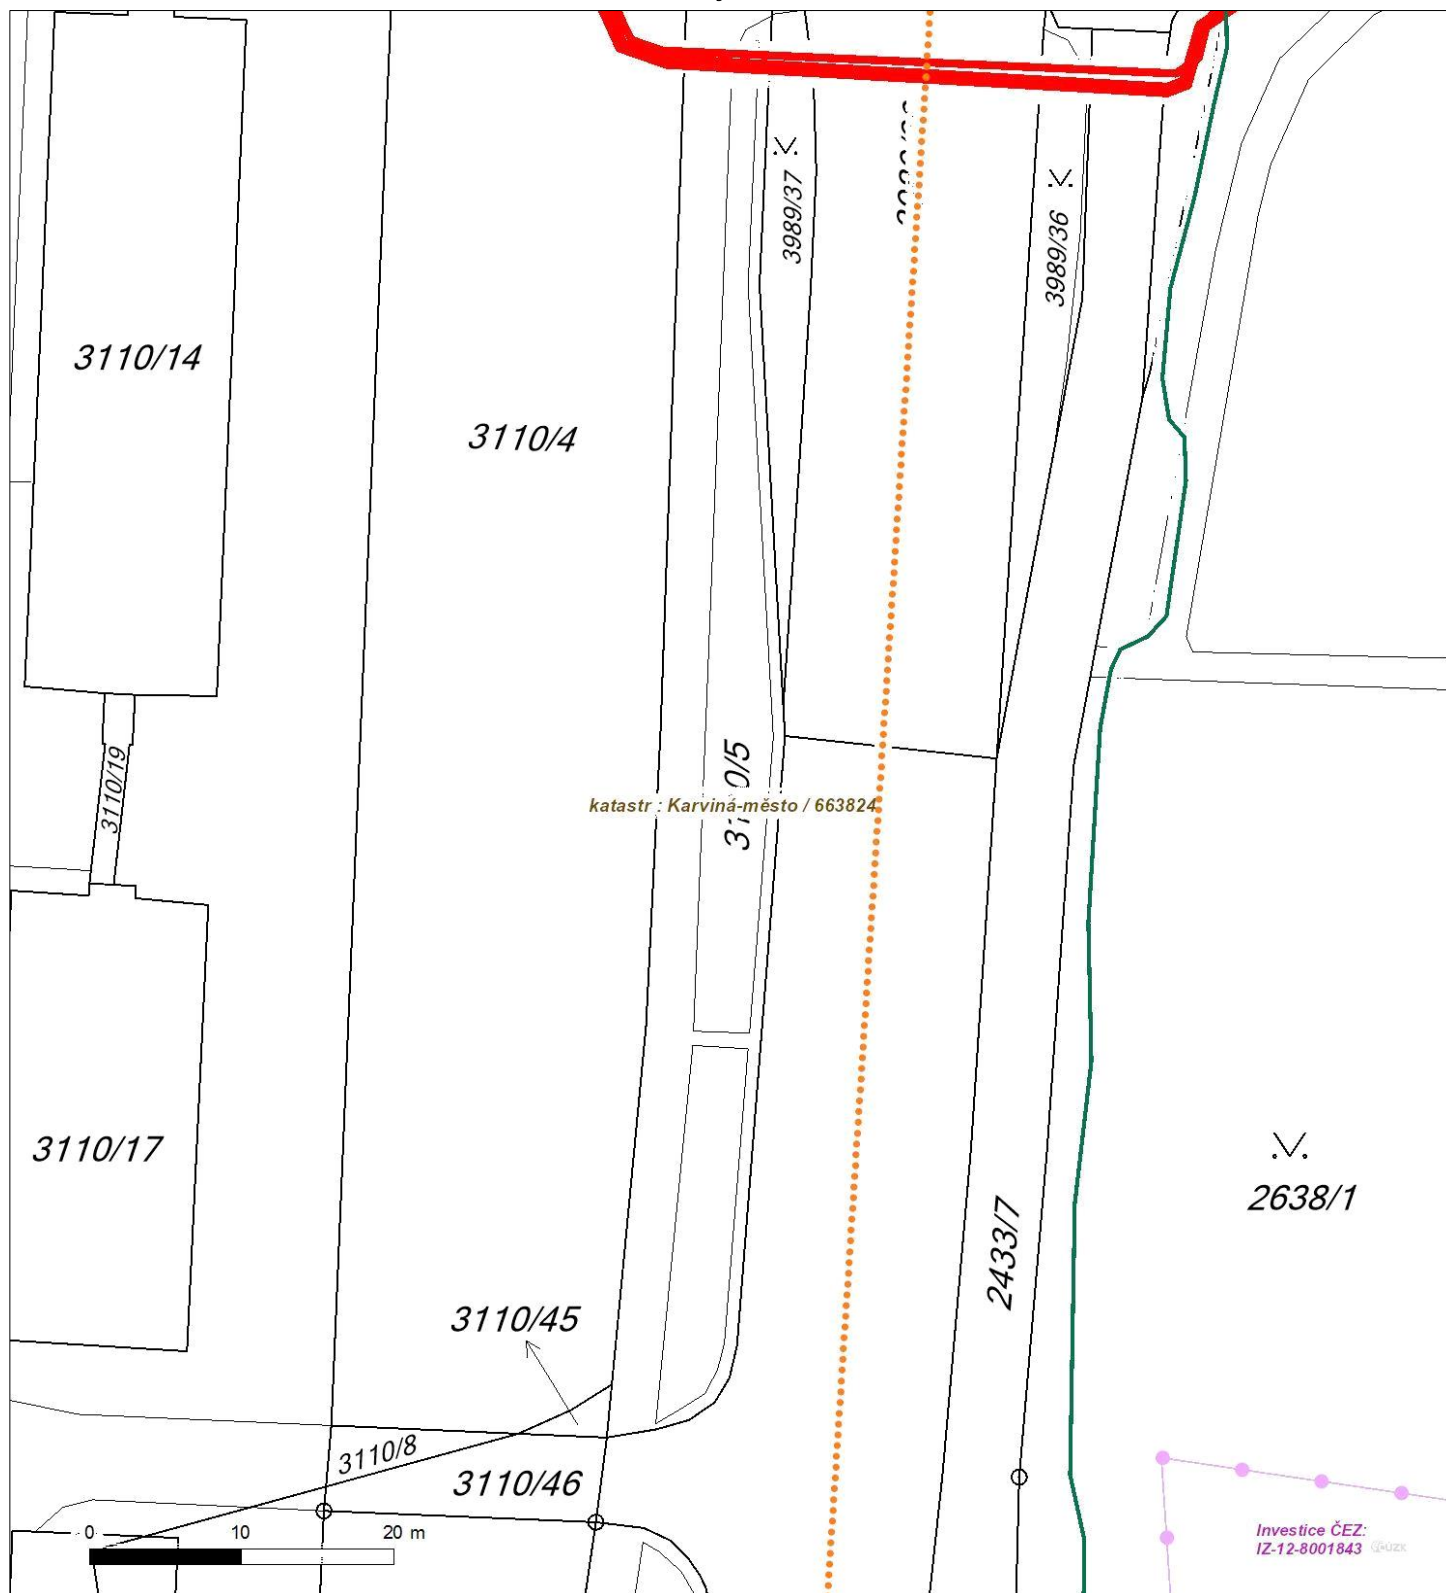 3989/37
3989/36
3110/14
3110/4
3110/19
katastr : Karviná-město / 663824
3110/17
2638/1
2433/7
3110/45
3110/8
3110/46
0 10 20 m
Investice ČEZ:
IZ-12-8001843